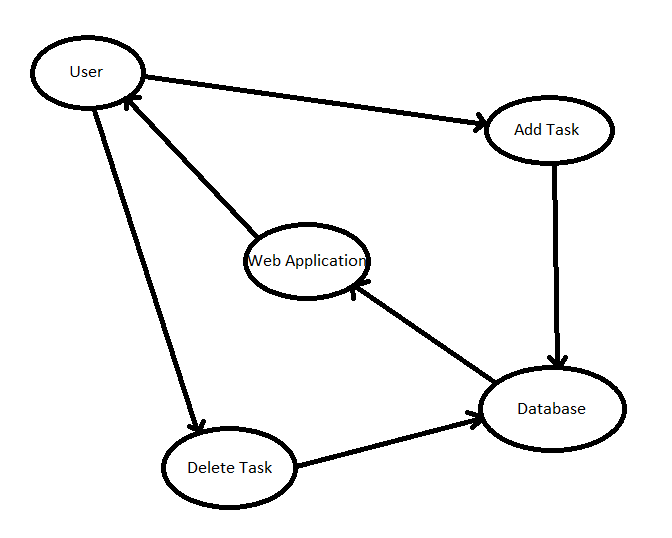 User
Add Task
Web Application
Database
Delete Task